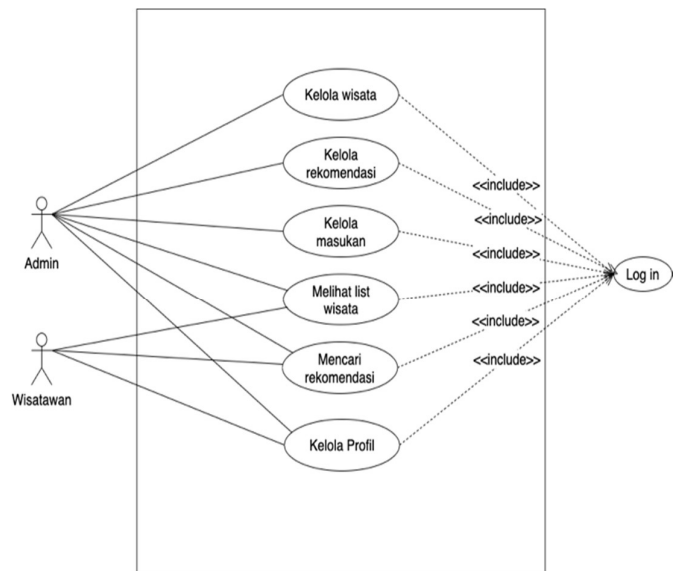 Kelola wisata
Kelola
rekomendasi
<<include>>
<<include>>
Kelola
masukan
Admin
<<include>>
Log in
Melihat list
wisata
<<include>>
<<include>>
Mencari
rekomendasi
<<include>>
Wisatawan
Kelola Profil